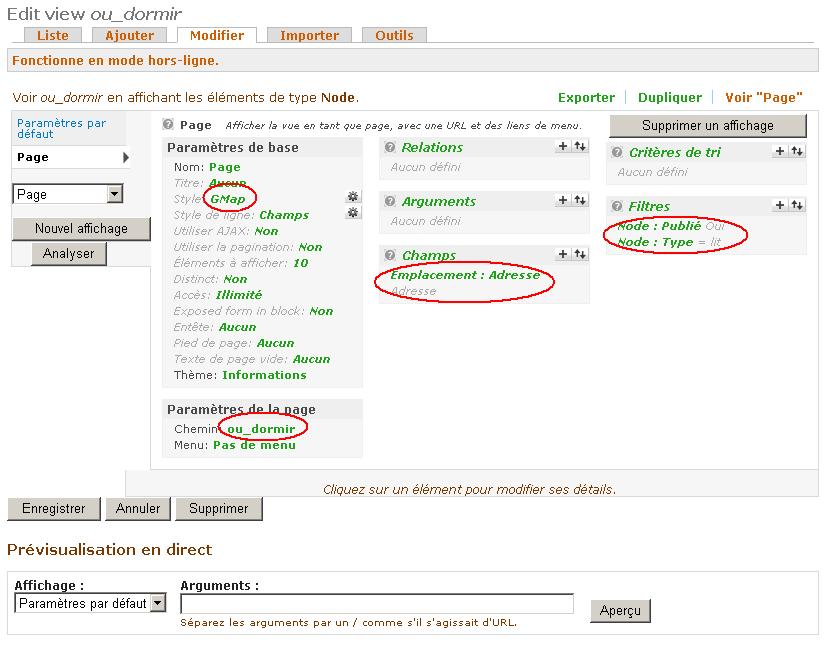 Edit view ou_dormir
Liste Ajouter Modifier Importer Outils
Fonctionne en mode hors-ligne.
Voir ou_dormir en affichant les éléments de type Node.
Exporter Dupliquer Voir "Page"
Paramètres par défaut
Page
Page
Nouvel affichage
Analyser
Page Afficher la vue en tant que page, avec une URL et des liens de menu.
Supprimer un affichage
Paramètres de base
Nom: Page
Titre: Aucun
Style: GMap
Style de ligne: Champs
Utiliser AJAX: Non
Utiliser la pagination: Non
Éléments à afficher: 10
Distinct: Non
Accès: Illimité
Exposed form in block: Non
Entête: Aucun
Pied de page: Aucun
Texte de page vide: Aucun
Thème: Informations
Paramètres de la page
Chemin: ou_dormir
Menu: Pas de menu
Relations
Aucun défini
Arguments
Aucun défini
Champs
Emplacement : Adresse
Adresse
Critères de tri
Aucun défini
Filtres
Node : Publié Oui
Node : Type = lit
Cliquez sur un élément pour modifier ses détails.
Enregistrer Annuler Supprimer
Prévisualisation en direct
Affichage : Arguments :
Paramètres par défaut
Aperçu
Séparez les arguments par un / comme s'il s'agissait d'URL.